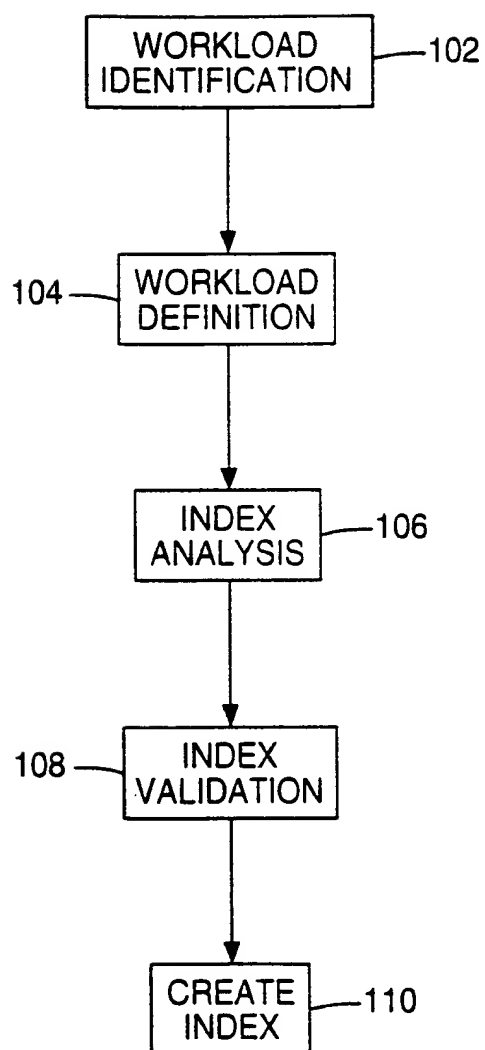 WORKLOAD
IDENTIFICATION
102
104
WORKLOAD
DEFINITION
INDEX
ANALYSIS
106
108
INDEX
VALIDATION
CREATE
INDEX
110